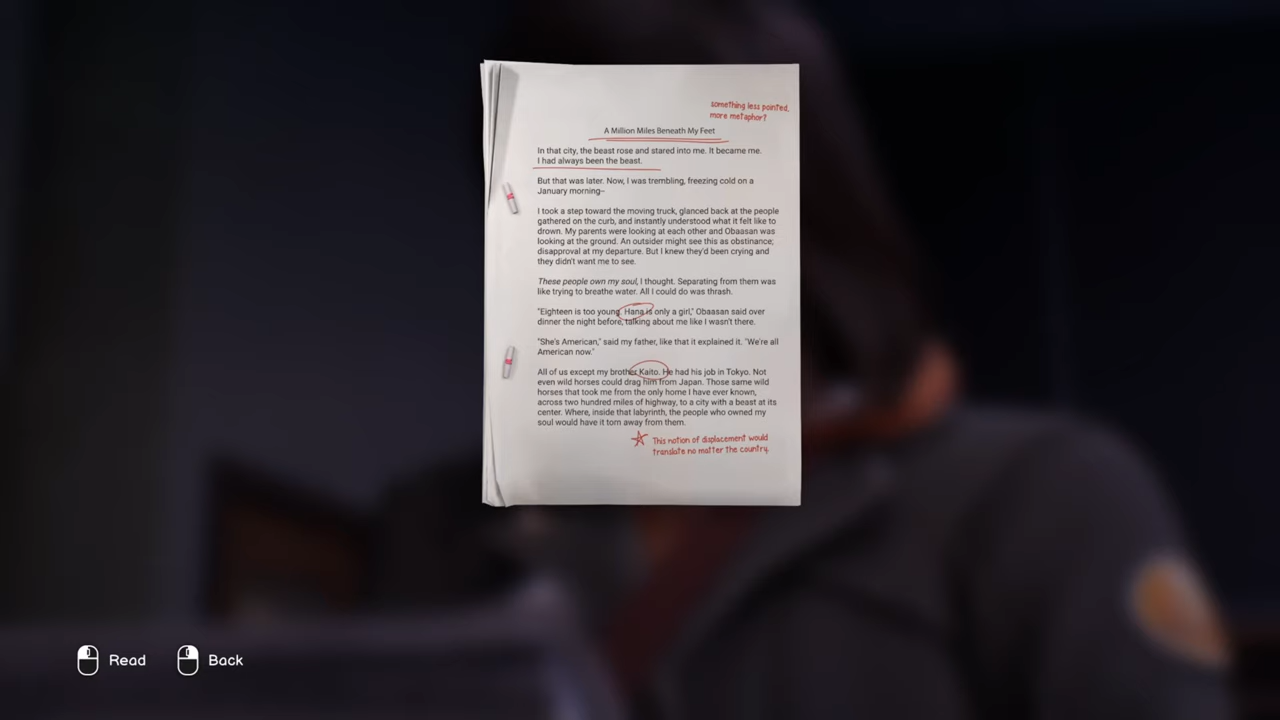 something less pointed,
more metaphor?
A Million Miles Beneath My Feet
In that city, the beast rose and stared into me. It became me.
I had always been the beast.
But that was later. Now, I was trembling, freezing cold on a
January morning–
I took a step toward the moving truck, glanced back at the people
gathered on the curb, and instantly understood what it felt like to
drown. My parents were looking at each other and Obaasan was
looking at the ground. An outsider might see this as obstinance;
disapproval at my departure. But I knew they'd been crying and
they didn't want me to see.
These people own my soul, I thought. Separating from them was
like trying to breathe water. All I could do was thrash.
"Eighteen is too young. Hana is only a girl," Obaasan said over
dinner the night before, talking about me like I wasn't there.
"She's American," said my father, like that it explained it. "We're all
American now."
All of us except my brother Kaito. He had his job in Tokyo. Not
even wild horses could drag him from Japan. Those same wild
horses that took me from the only home I have ever known,
across two hundred miles of highway, to a city with a beast at its
center. Where, inside that labyrinth, the people who owned my
soul would have it torn away from them.
This notion of displacement would
translate no matter the country.
Read Back